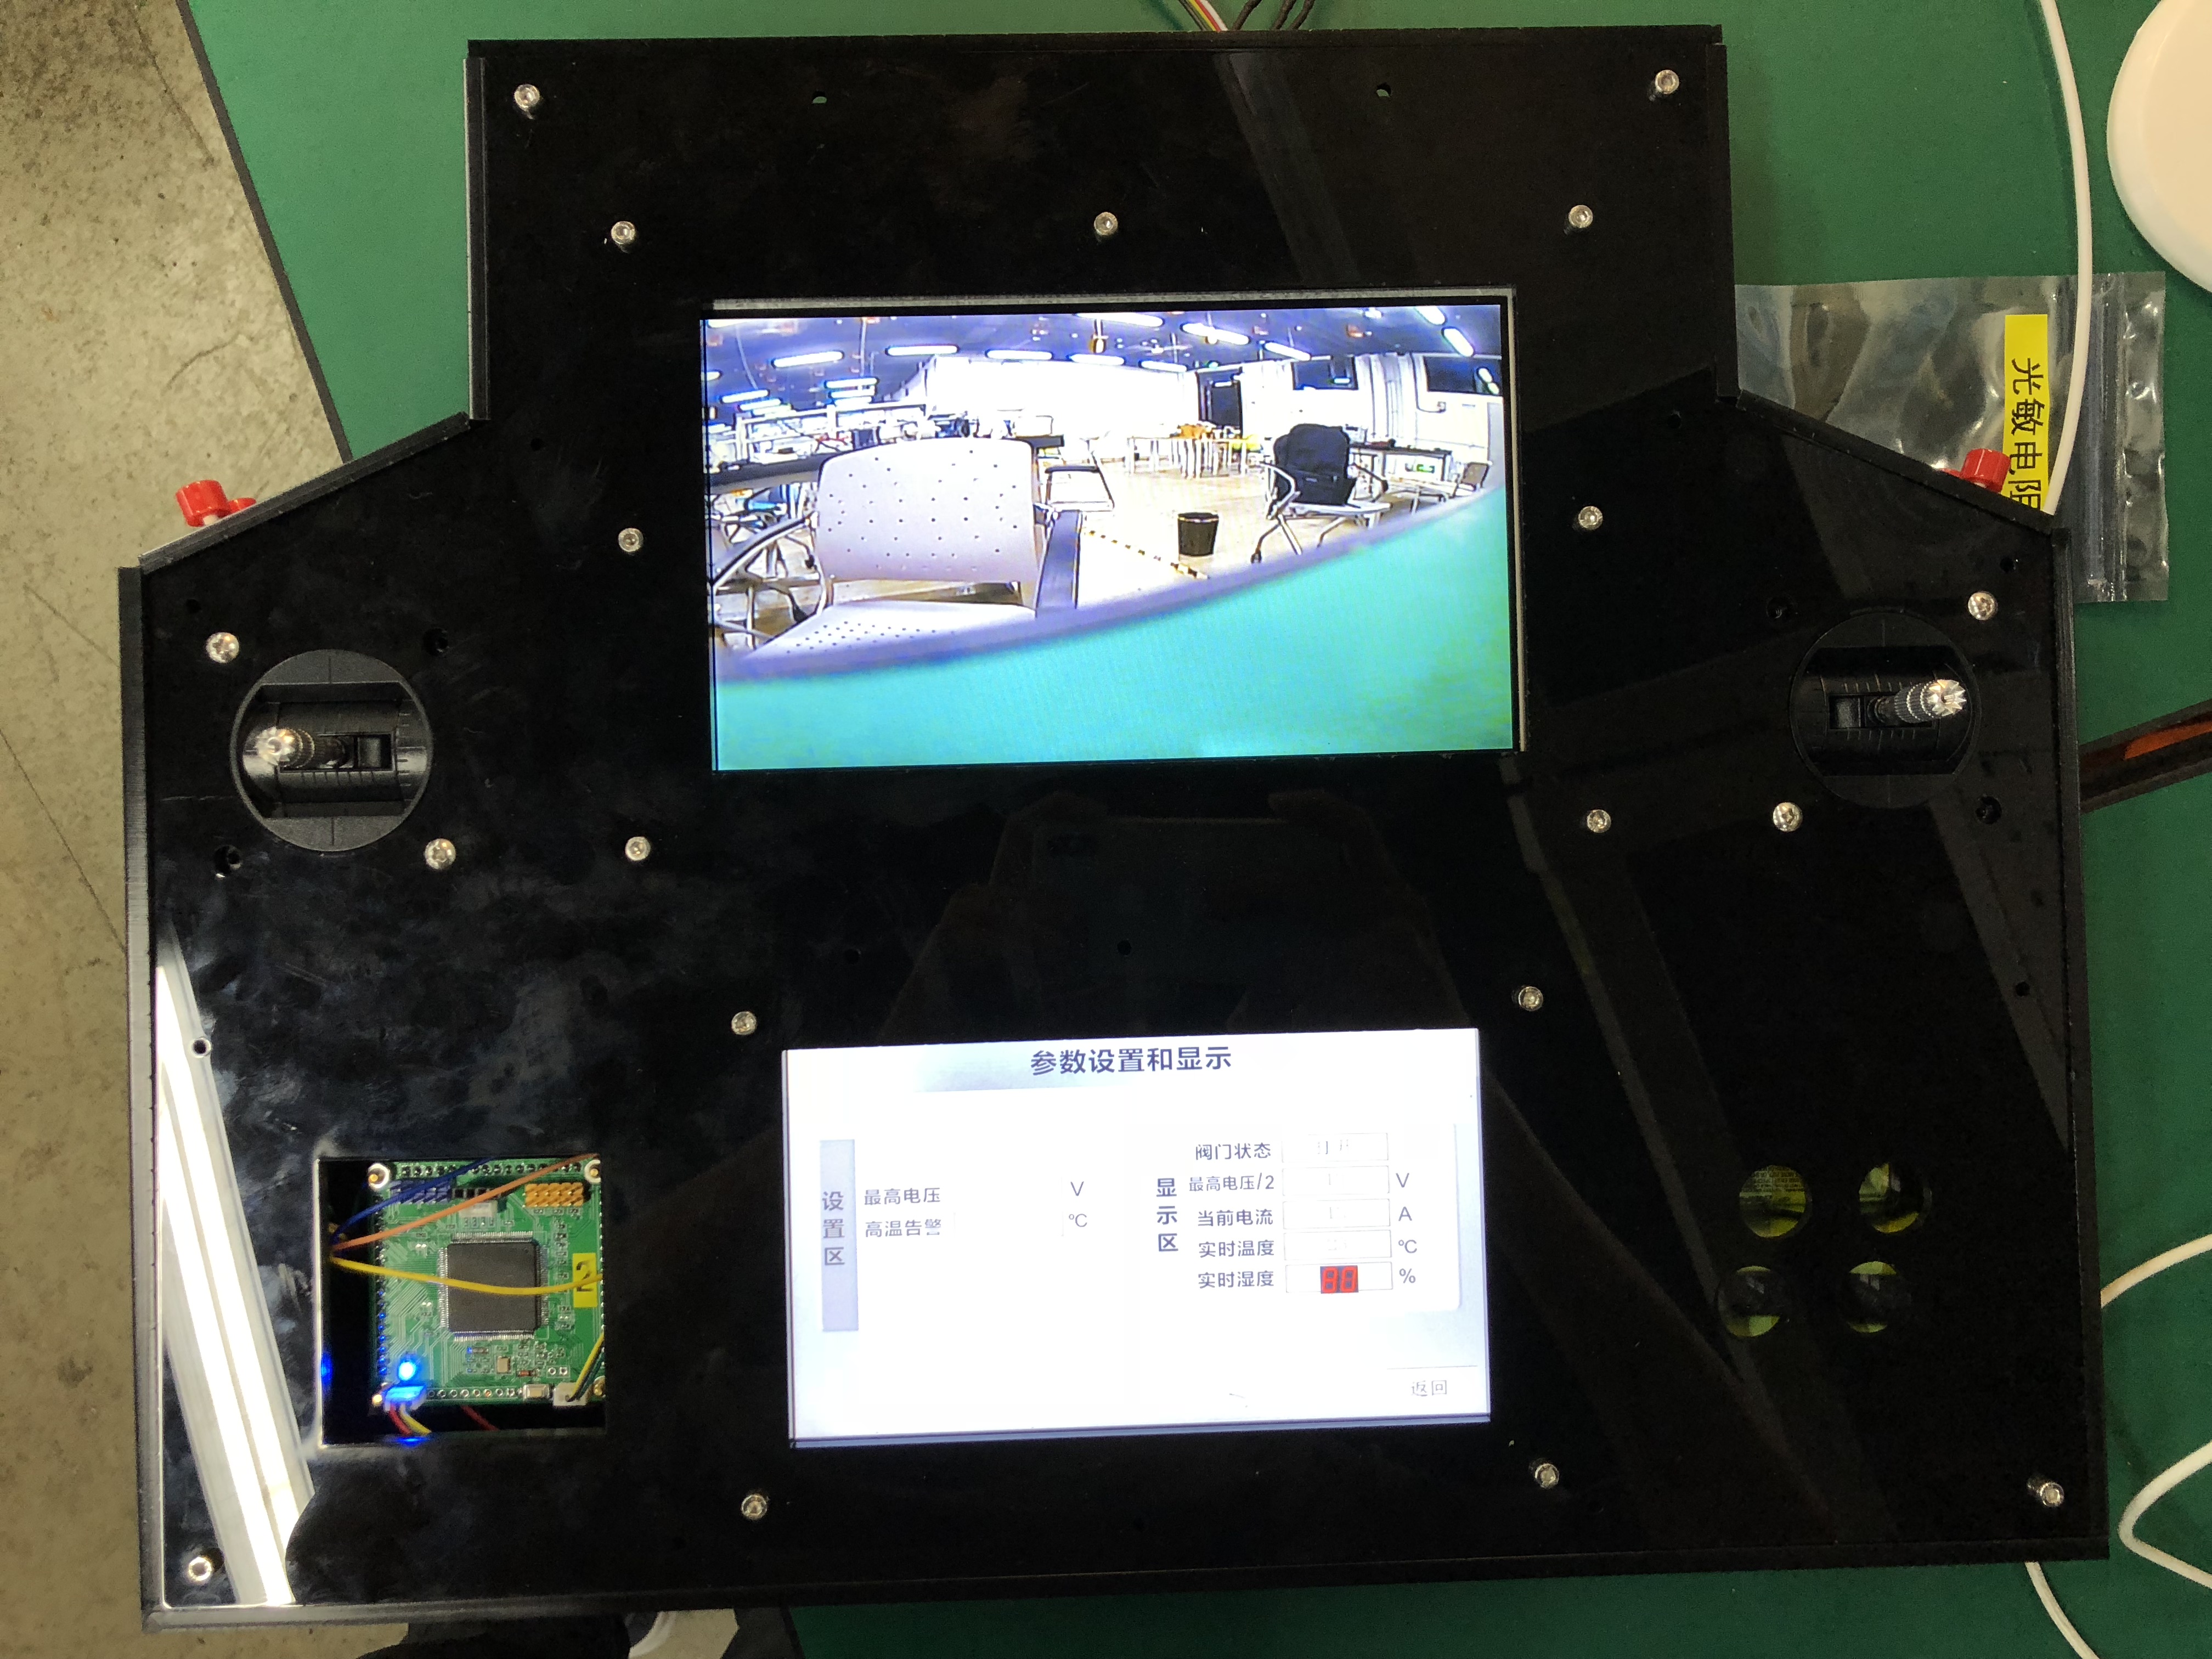 光敏电阻
参数设置和显示
设置区
最高电压 V
高温告警 ℃
显示区
阀门状态
最高电压/2 V
当前电流 A
实时温度 ℃
实时湿度 88 %
返回
2